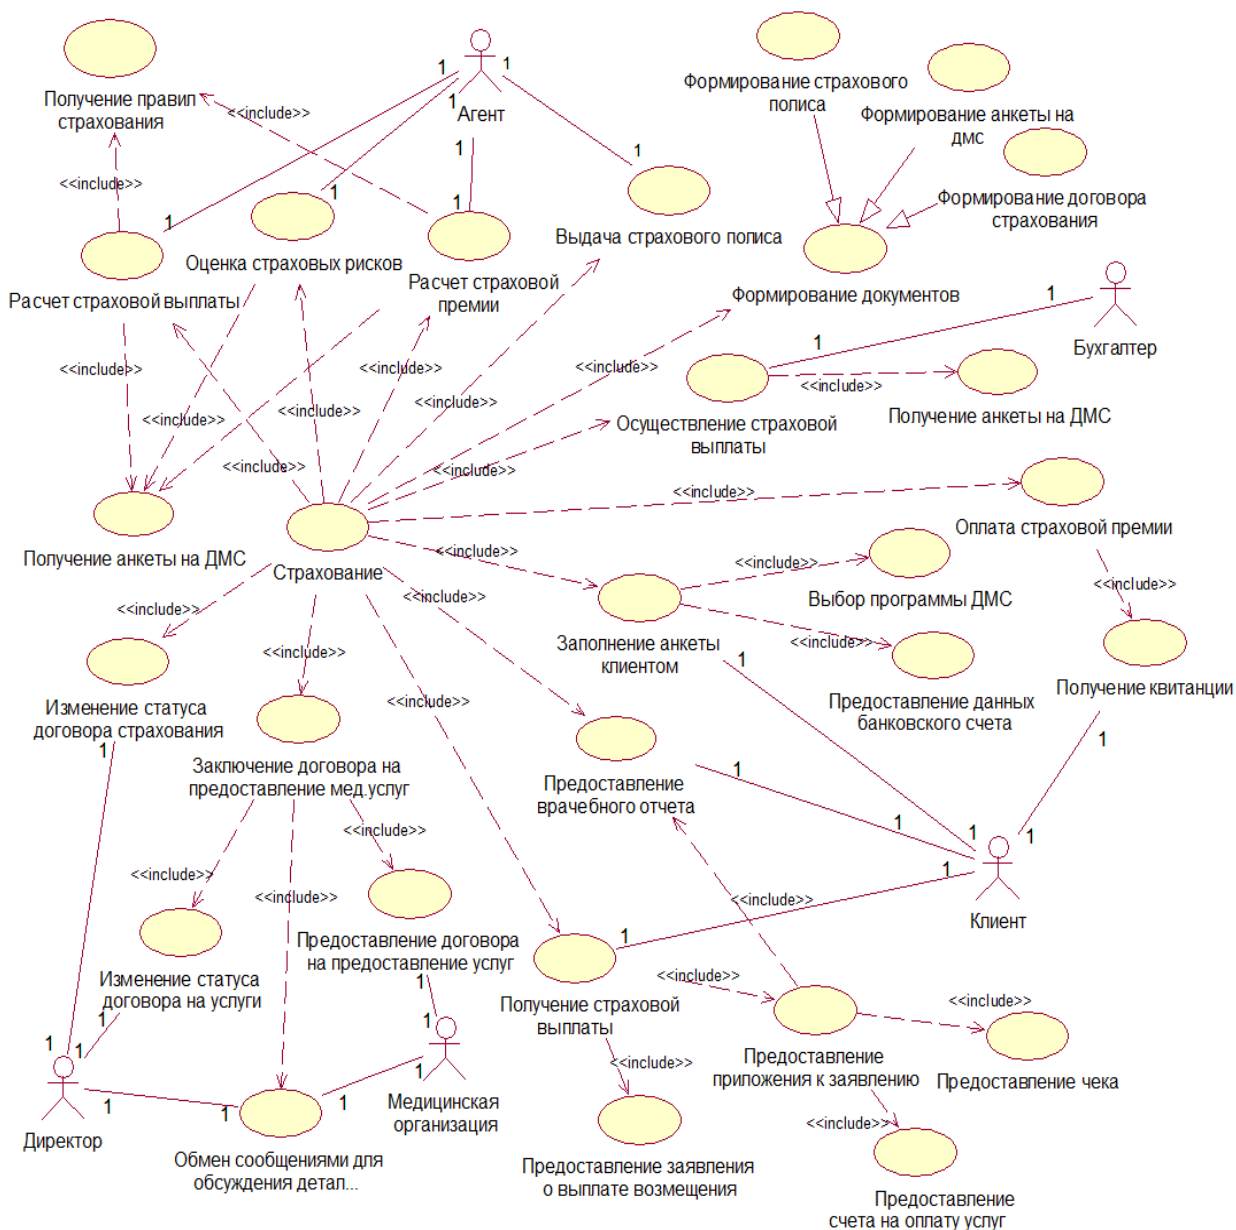 Агент
1
1
1
Получение правил
страхования
<<include>>
Формирование страхового
полиса
Формирование анкеты на
дмс
1
1
<<include>>
1
1
1
1
Формирование договора
страхования
Выдача страхового полиса
Оценка страховых рисков
Расчет страховой
премии
Расчет страховой выплаты
Формирование документов
1
Бухгалтер
1
<<include>>
<<include>>
<<include>>
<<include>>
<<include>>
<<include>>
<<include>>
<<include>>
Получение анкеты на ДМС
Осуществление страховой
выплаты
<<include>>
<<include>>
<<include>>
Оплата страховой премии
Получение анкеты на ДМС
Страхование
<<include>>
<<include>>
<<include>>
Выбор программы ДМС
<<include>>
<<include>>
<<include>>
Заполнение анкеты
клиентом
<<include>>
<<include>>
Получение квитанции
Предоставление данных
банковского счета
Изменение статуса
договора страхования
<<include>>
1
1
1
Заключение договора на
предоставление мед.услуг
Предоставление
врачебного отчета
1
1
1
1
1
<<include>>
<<include>>
<<include>>
<<include>>
Клиент
1
Предоставление договора
на предоставление услуг
Изменение статуса
договора на услуги
<<include>>
1
Получение страховой
выплаты
<<include>>
1
1
1
1
Предоставление
приложения к заявлению
<<include>>
Предоставление чека
1
Медицинская
организация
1
1
1
Директор
<<include>>
Обмен сообщениями для
обсуждения детал...
Предоставление заявления
о выплате возмещения
Предоставление
счета на оплату услуг